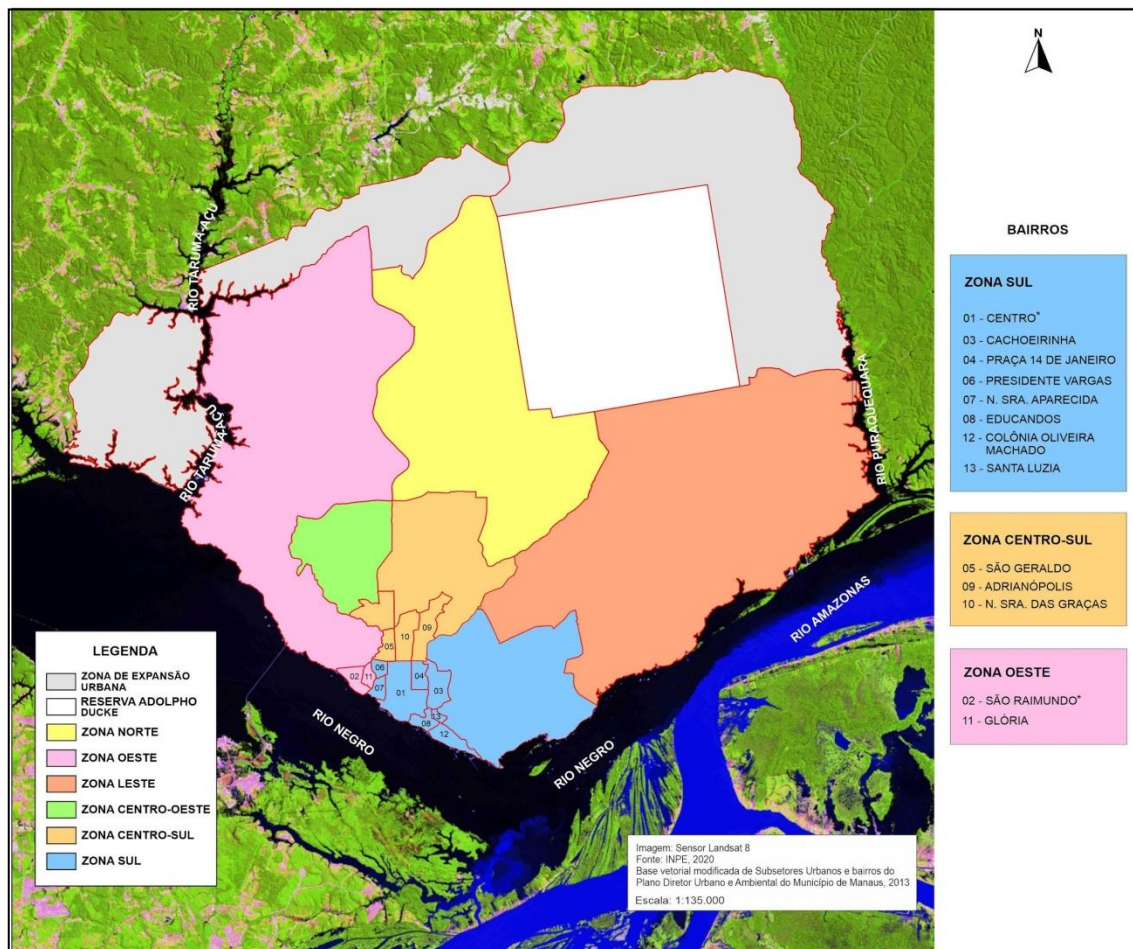 N
RIO TARUMA-AÇU
RIO TARUMA-AÇU
RIO PURAQUEQUARA
RIO AMAZONAS
RIO NEGRO
RIO NEGRO
05
10
09
02
11
06
07
01
04
03
13
08
12
LEGENDA
ZONA DE EXPANSÃO
URBANA
RESERVA ADOLPHO
DUCKE
ZONA NORTE
ZONA OESTE
ZONA LESTE
ZONA CENTRO-OESTE
ZONA CENTRO-SUL
ZONA SUL
Imagem: Sensor Landsat 8
Fonte: INPE, 2020
Base vetorial modificada de Subsetores Urbanos e bairros do
Plano Diretor Urbano e Ambiental do Município de Manaus, 2013
Escala: 1:135.000
BAIRROS
ZONA SUL
01 - CENTRO*
03 - CACHOEIRINHA
04 - PRAÇA 14 DE JANEIRO
06 - PRESIDENTE VARGAS
07 - N. SRA. APARECIDA
08 - EDUCANDOS
12 - COLÔNIA OLIVEIRA
MACHADO
13 - SANTA LUZIA
ZONA CENTRO-SUL
05 - SÃO GERALDO
09 - ADRIANÓPOLIS
10 - N. SRA. DAS GRAÇAS
ZONA OESTE
02 - SÃO RAIMUNDO*
11 - GLÓRIA